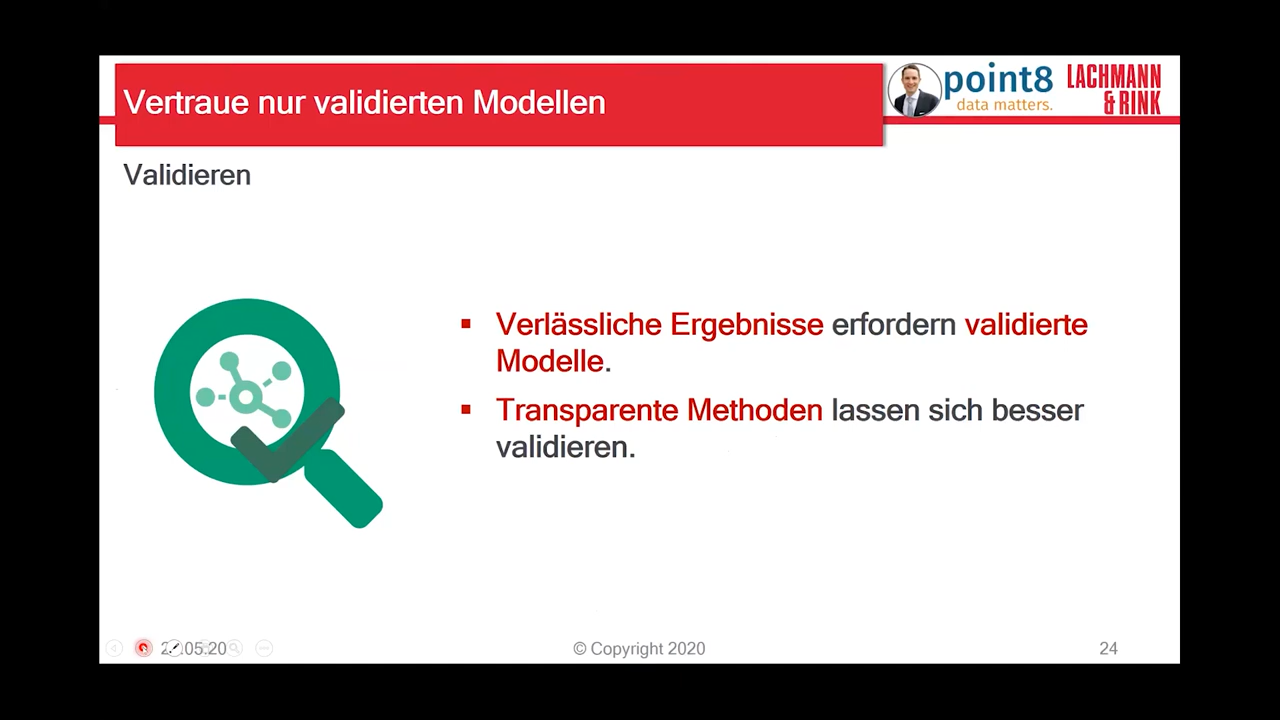 Vertraue nur validierten Modellen
point8
data matters.
LACHMANN
& RINK
Validieren
▪ Verlässliche Ergebnisse erfordern validierte
Modelle.
▪ Transparente Methoden lassen sich besser
validieren.
© Copyright 2020
24